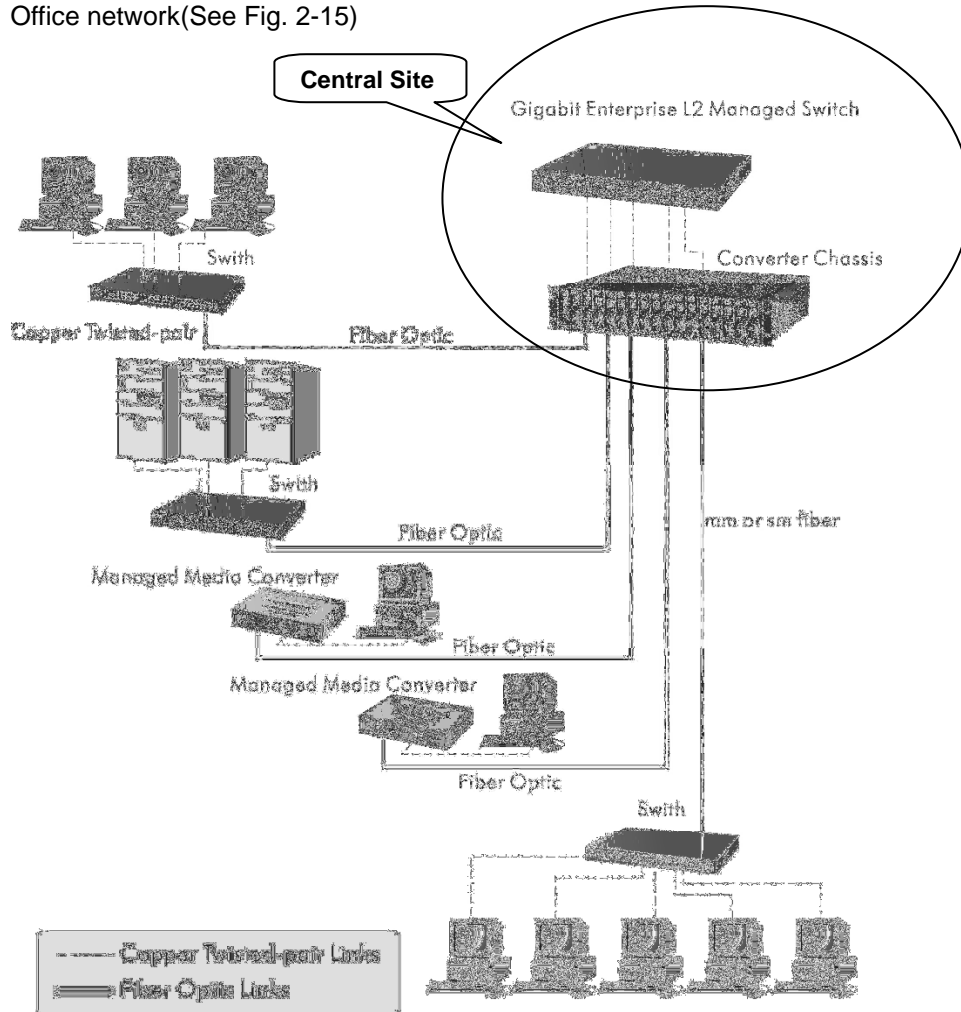 Office network(See Fig. 2-15)
Central Site
Gigabit Enterprise L2 Managed Switch
Swith
Converter Chassis
Copper Twisted-pair
Fiber Optic
Swith
Fiber Optic
mm or sm fiber
Managed Media Converter
Fiber Optic
Managed Media Converter
Fiber Optic
Swith
Copper Twisted-pair Links
Fiber Optic Links